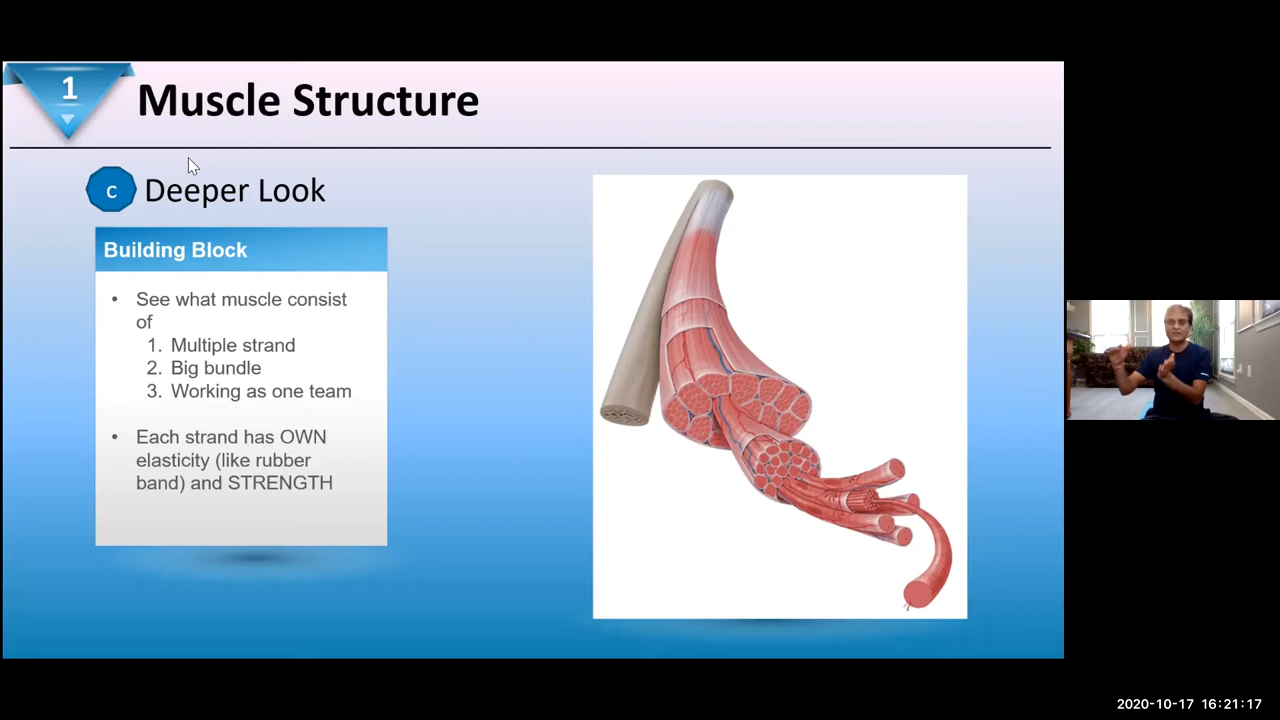 1
Muscle Structure
c
Deeper Look
Building Block
• See what muscle consist
of
1. Multiple strand
2. Big bundle
3. Working as one team
• Each strand has OWN
elasticity (like rubber
band) and STRENGTH
2020-10-17 16:21:17